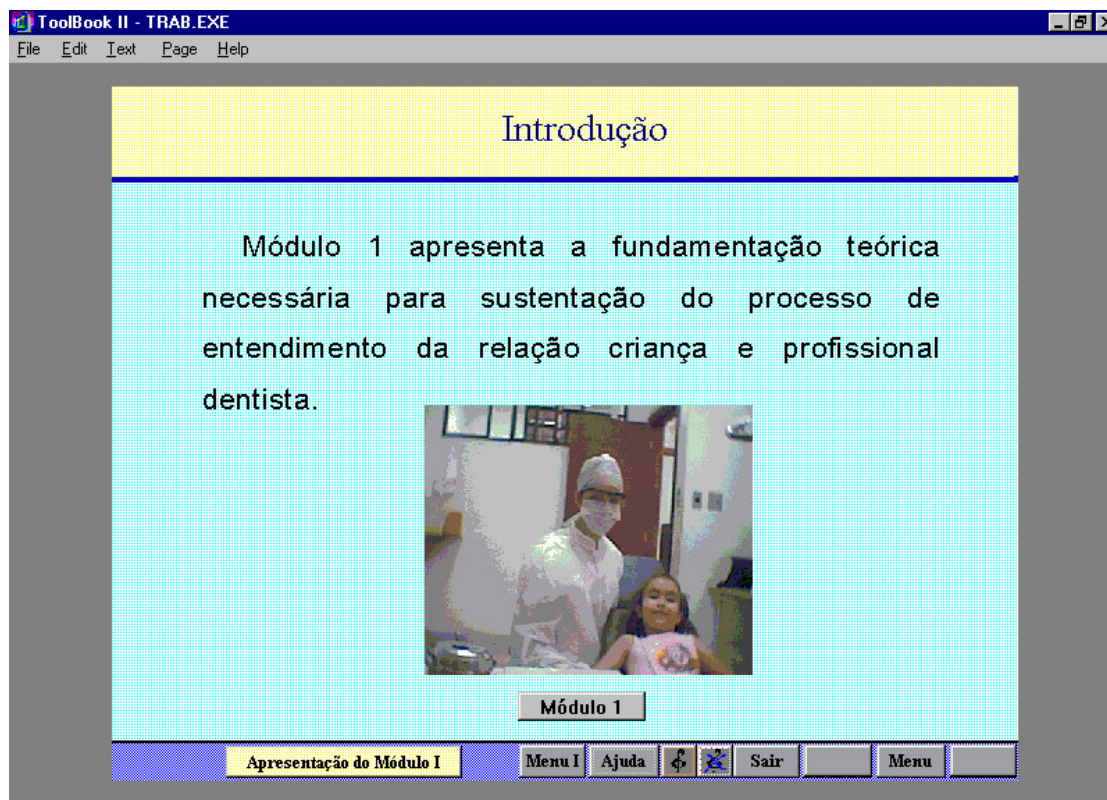 ToolBook II - TRAB.EXE
File Edit Text Page Help
Introdução
Módulo 1 apresenta a fundamentação teórica
necessária para sustentação do processo de
entendimento da relação criança e profissional
dentista.
Módulo 1
Apresentação do Módulo I Menu I Ajuda Sair Menu